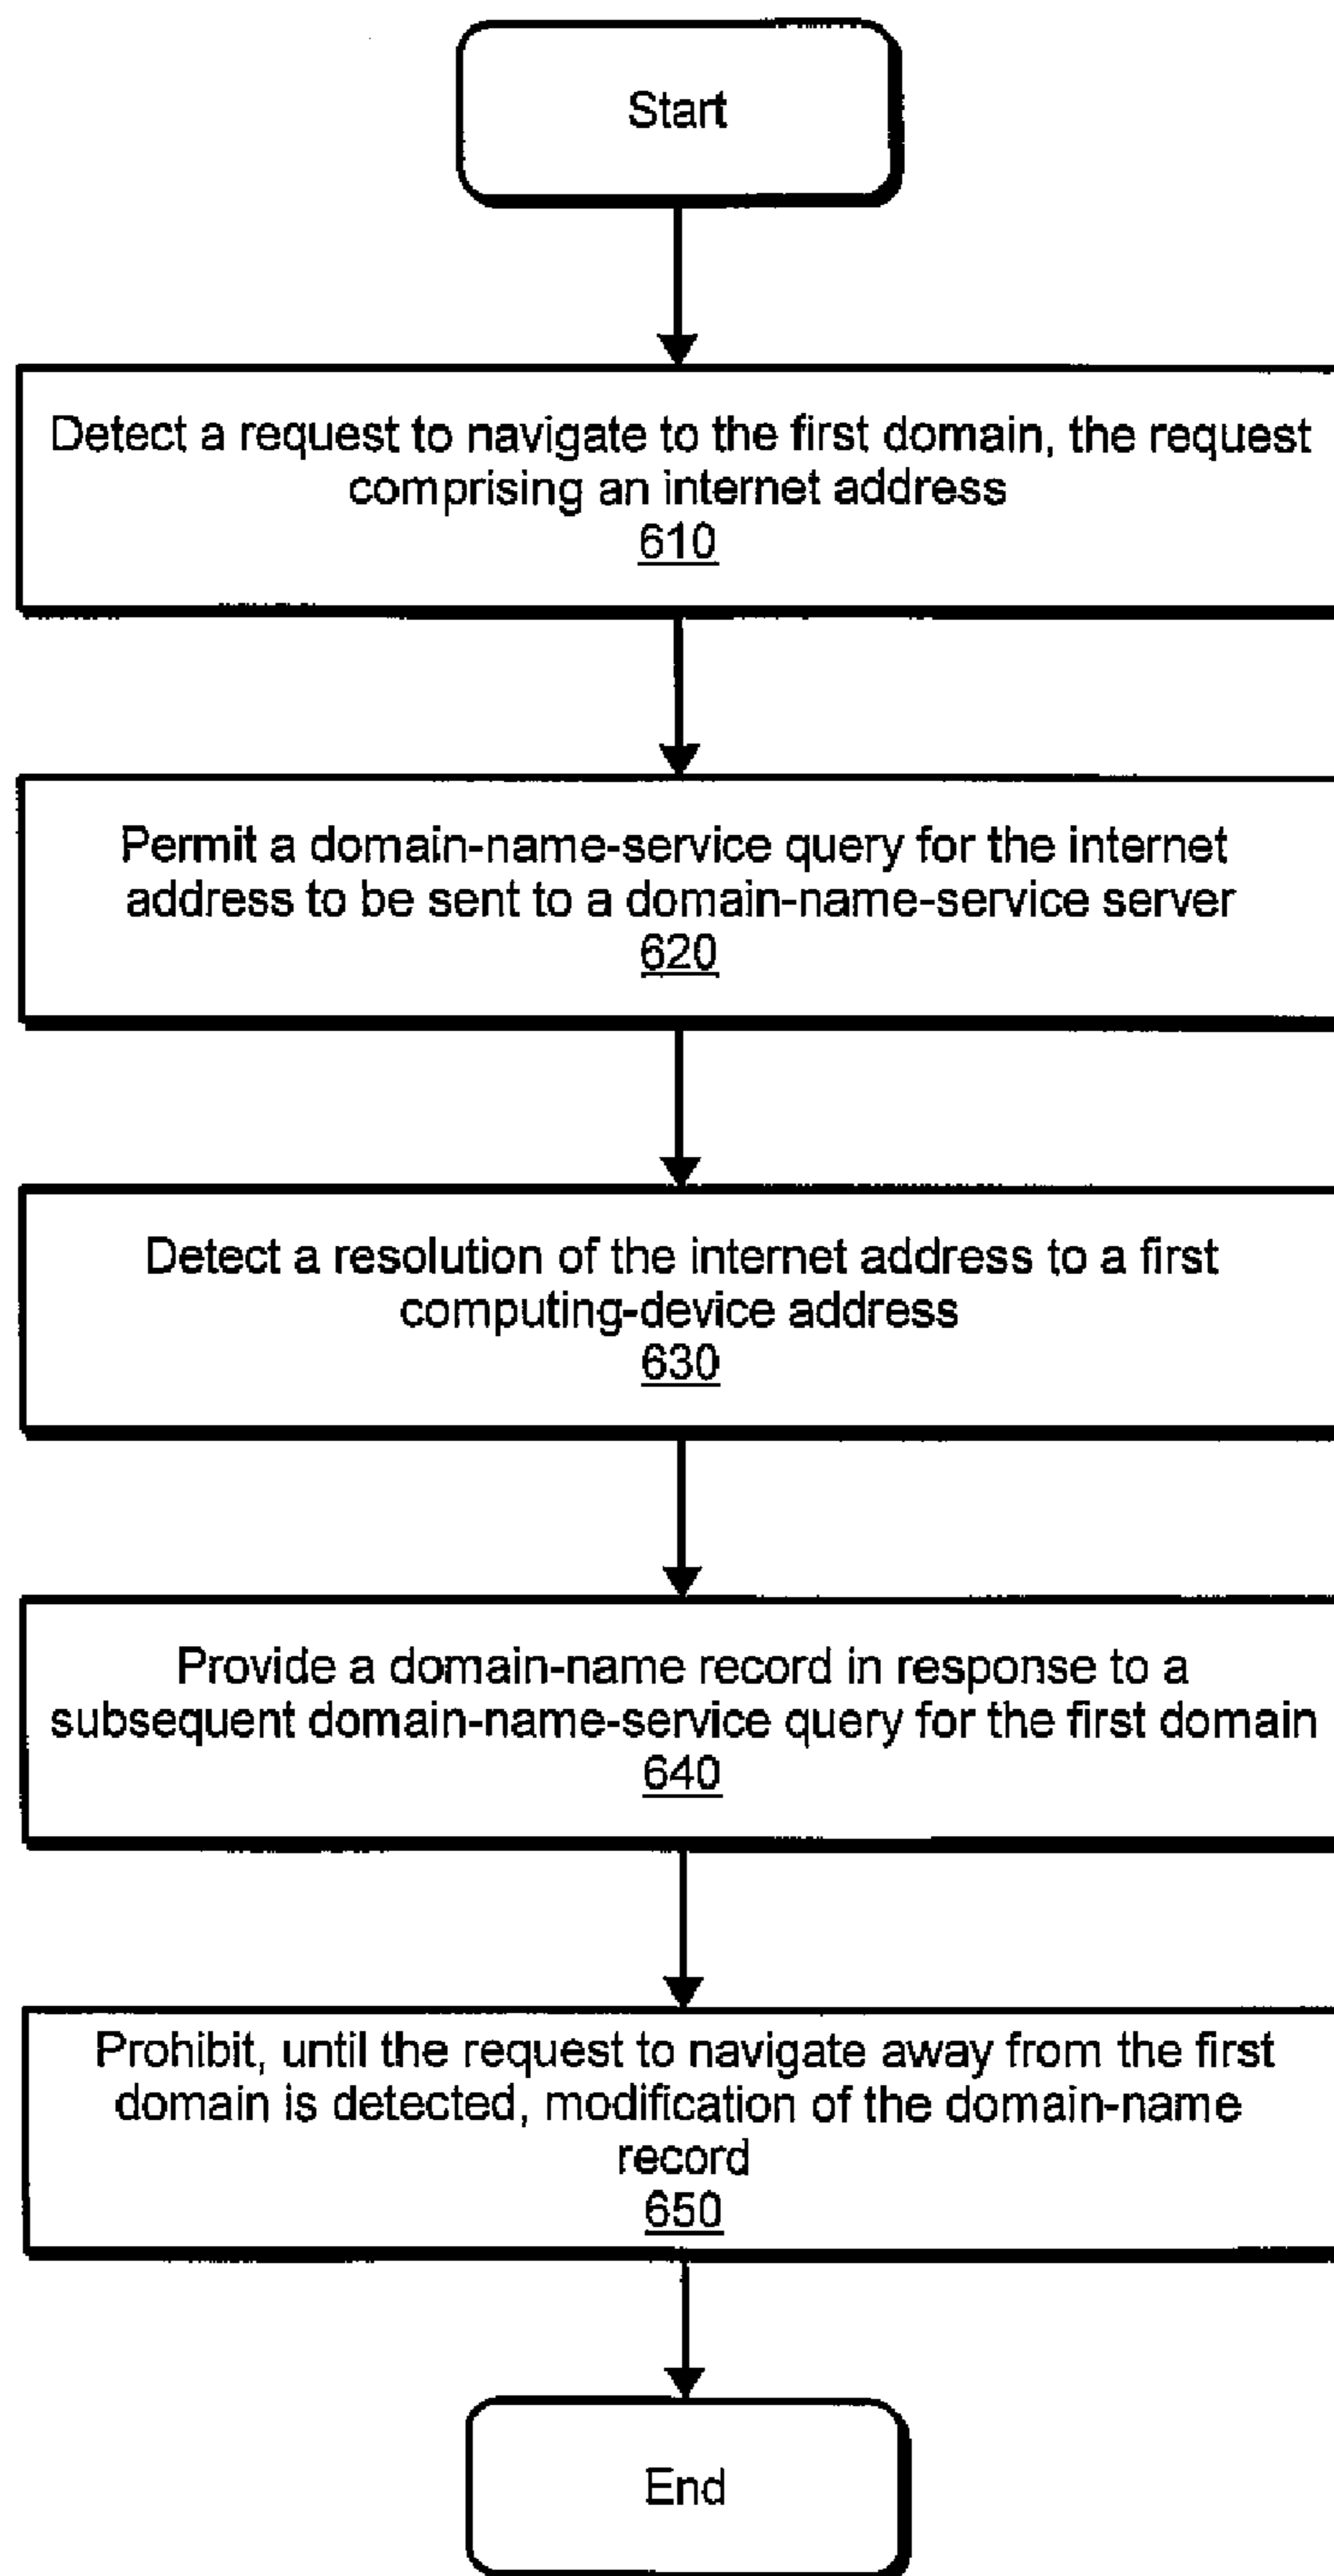 Start
Detect a request to navigate to the first domain, the request
comprising an internet address
610
Permit a domain-name-service query for the internet
address to be sent to a domain-name-service server
620
Detect a resolution of the internet address to a first
computing-device address
630
Provide a domain-name record in response to a
subsequent domain-name-service query for the first domain
640
Prohibit, until the request to navigate away from the first
domain is detected, modification of the domain-name
record
650
End